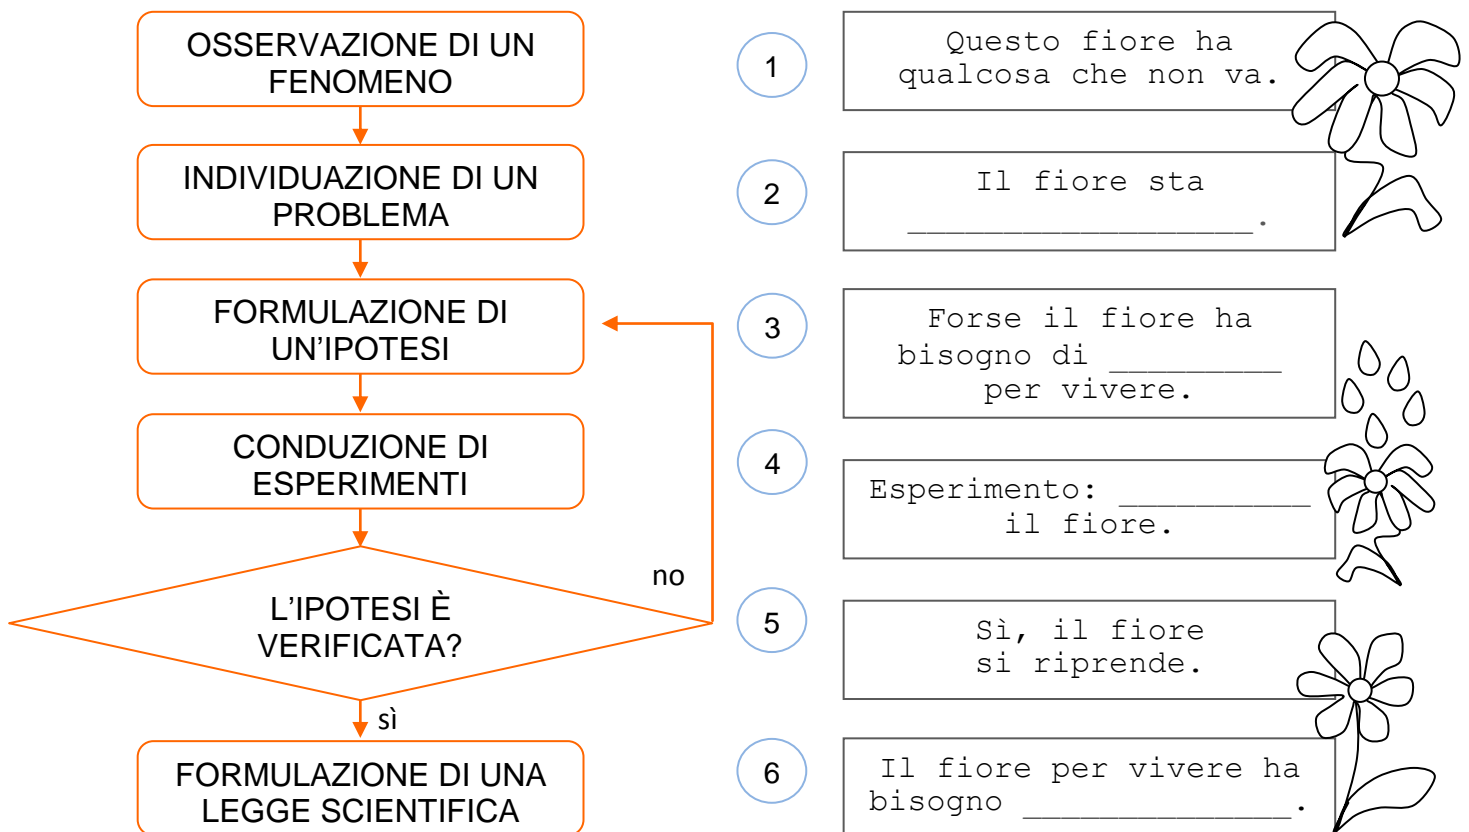 OSSERVAZIONE DI UN
FENOMENO
1
Questo fiore ha
qualcosa che non va.
INDIVIDUAZIONE DI UN
PROBLEMA
2
Il fiore sta
__________________.
FORMULAZIONE DI
UN'IPOTESI
3
Forse il fiore ha
bisogno di _________
per vivere.
CONDUZIONE DI
ESPERIMENTI
4
Esperimento: __________
il fiore.
no
L'IPOTESI È
VERIFICATA?
5
Sì, il fiore
si riprende.
sì
FORMULAZIONE DI UNA
LEGGE SCIENTIFICA
6
Il fiore per vivere ha
bisogno ______________.